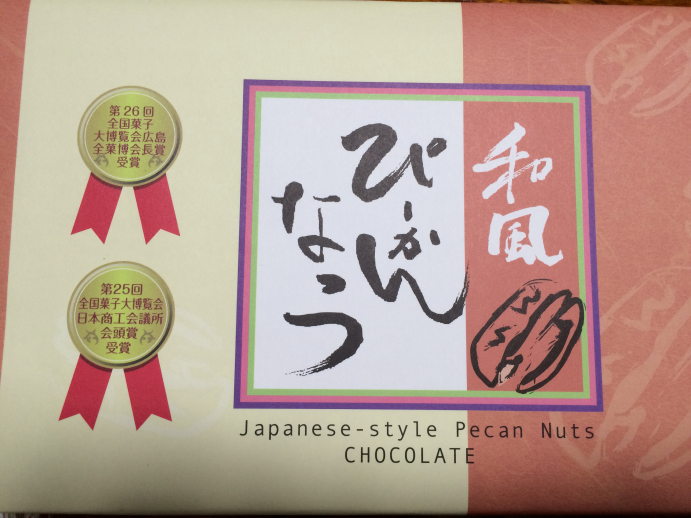 第26回
全国菓子
大博覧会広島
全菓博会長賞
受賞
第25回
全国菓子大博覧会
日本商工会議所
会頭賞
受賞
和風
ぴーかん
なっつ
Japanese-style Pecan Nuts
CHOCOLATE